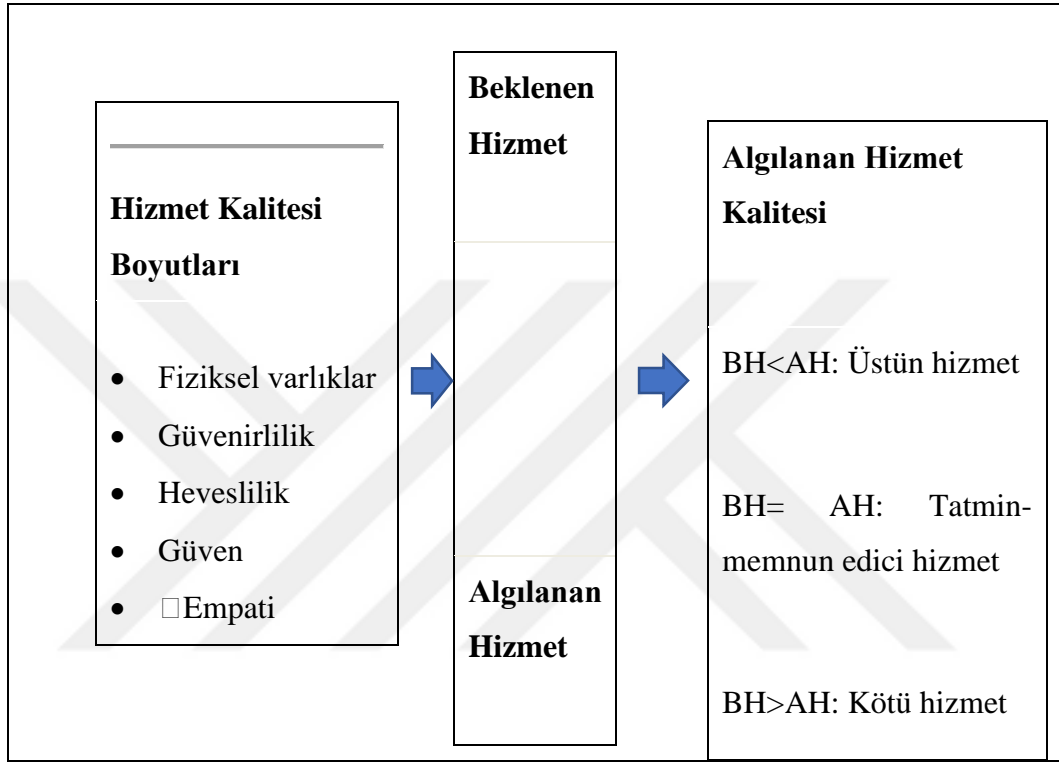 Hizmet Kalitesi
Boyutları
• Fiziksel varlıklar
• Güvenirlilik
• Heveslilik
• Güven
• □Empati
Beklenen
Hizmet
Algılanan
Hizmet
Algılanan Hizmet
Kalitesi
BH<AH: Üstün hizmet
BH= AH: Tatmin-
memnun edici hizmet
BH>AH: Kötü hizmet